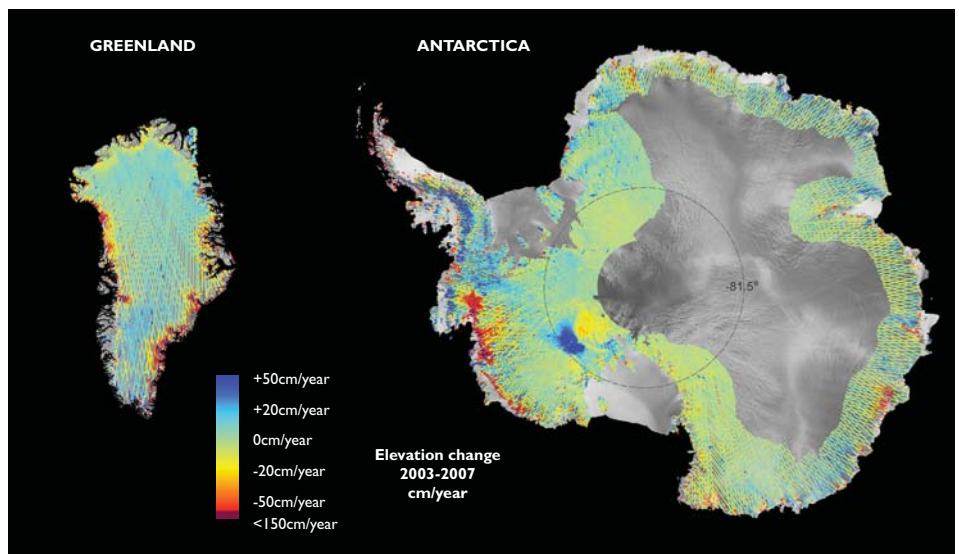 GREENLAND
ANTARCTICA
-81.5°
+50cm/year
+20cm/year
0cm/year
-20cm/year
-50cm/year
<150cm/year
Elevation change
2003-2007
cm/year